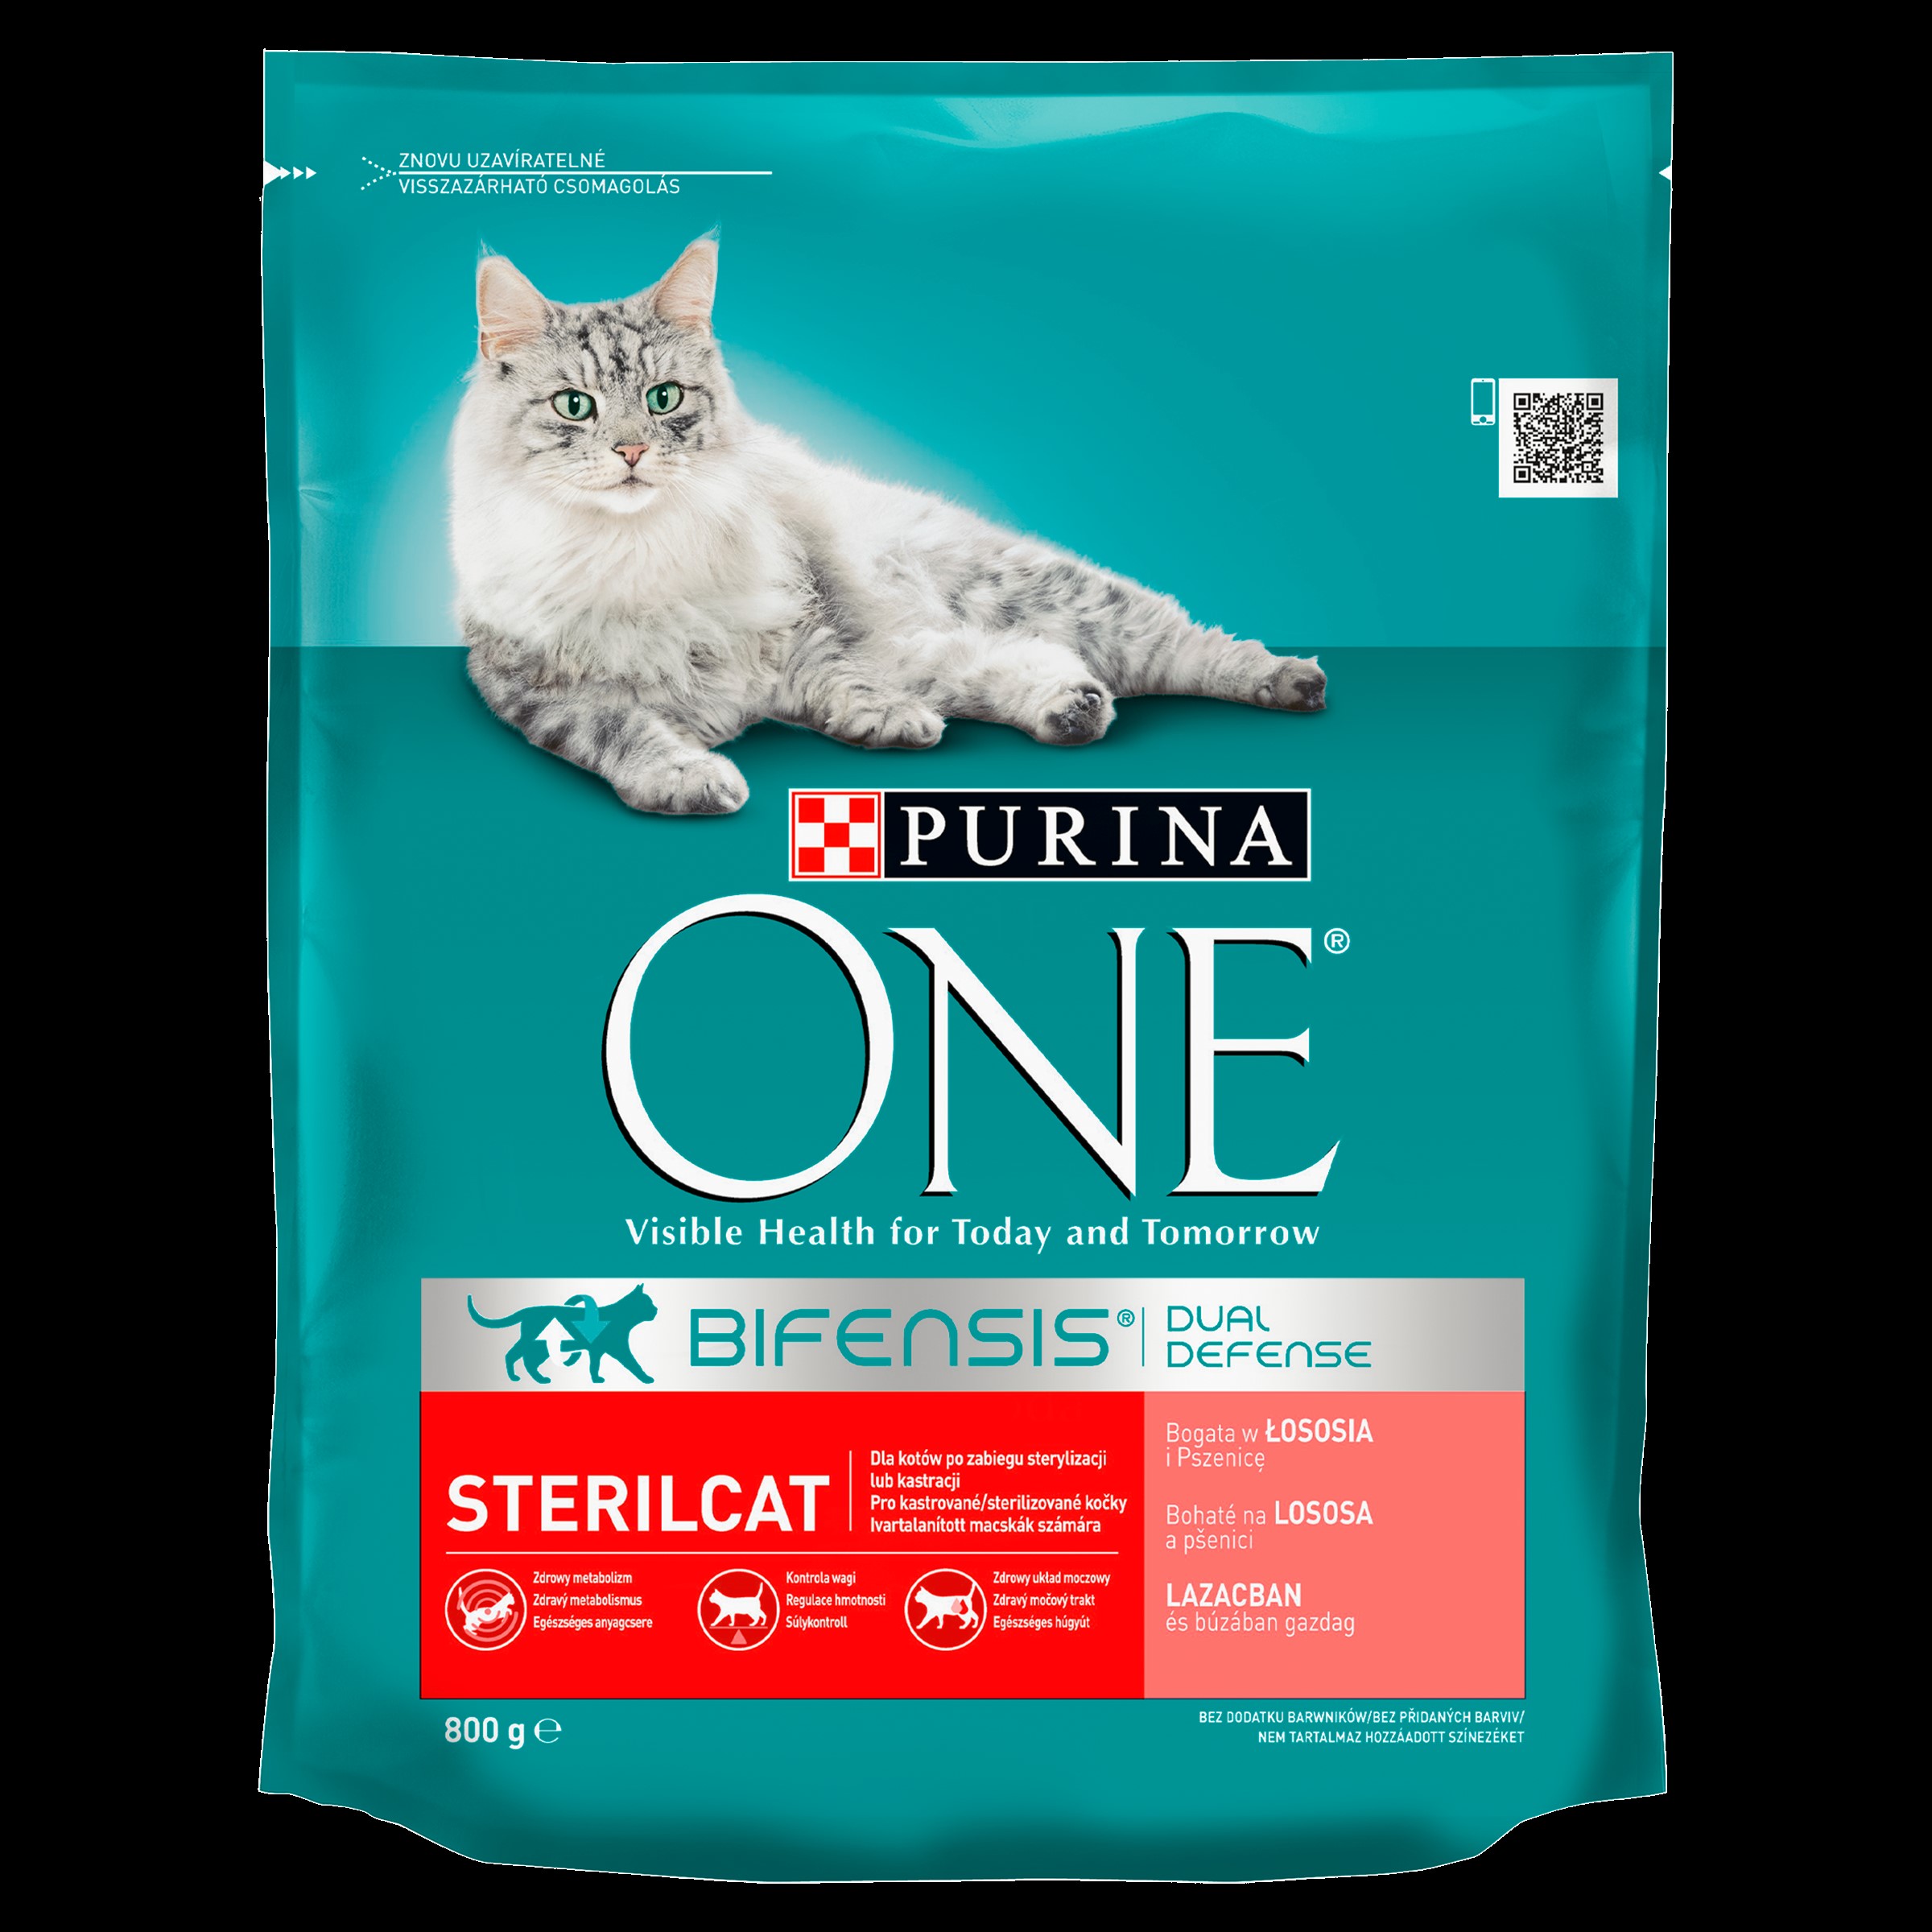 ZNOVU UZAVÍRATELNÉ
VISSZAZÁRHATÓ CSOMAGOLÁS
PURINA
ONE®
Visible Health for Today and Tomorrow
BIFENSIS®
DUAL
DEFENSE
STERILCAT
Dla kotów po zabiegu sterylizacji
lub kastracji
Pro kastrované/sterilizované kočky
Ivartalanított macskák számára
Zdrowy metabolizm
Zdravý metabolismus
Egészséges anyagcsere
Kontrola wagi
Regulace hmotnosti
Súlykontroll
Zdrowy układ moczowy
Zdravý močový trakt
Egészséges húgyút
Bogata w ŁOSOSIA
i Pszenicę
Bohaté na LOSOSA
a pšenici
LAZACBAN
és búzában gazdag
800 g ℮
BEZ DODATKU BARWNIKÓW/BEZ PŘIDANÝCH BARVIV/
NEM TARTALMAZ HOZZÁADOTT SZÍNEZÉKET